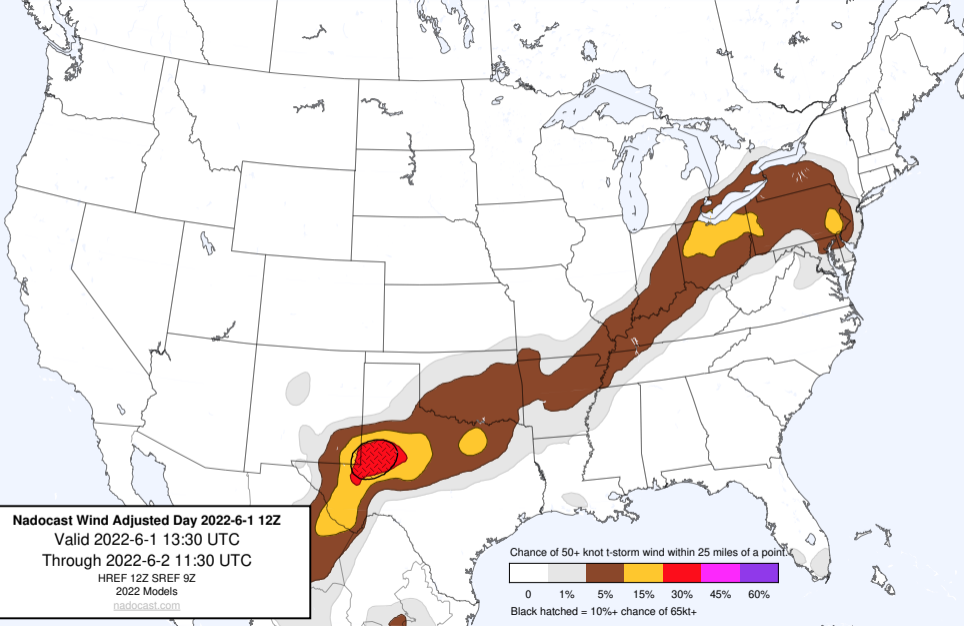 Nadocast Wind Adjusted Day 2022-6-1 12Z
Valid 2022-6-1 13:30 UTC
Through 2022-6-2 11:30 UTC
HREF 12Z SREF 9Z
2022 Models
nadocast.com
Chance of 50+ knot t-storm wind within 25 miles of a point.
0 1% 5% 15% 30% 45% 60%
Black hatched = 10%+ chance of 65kt+